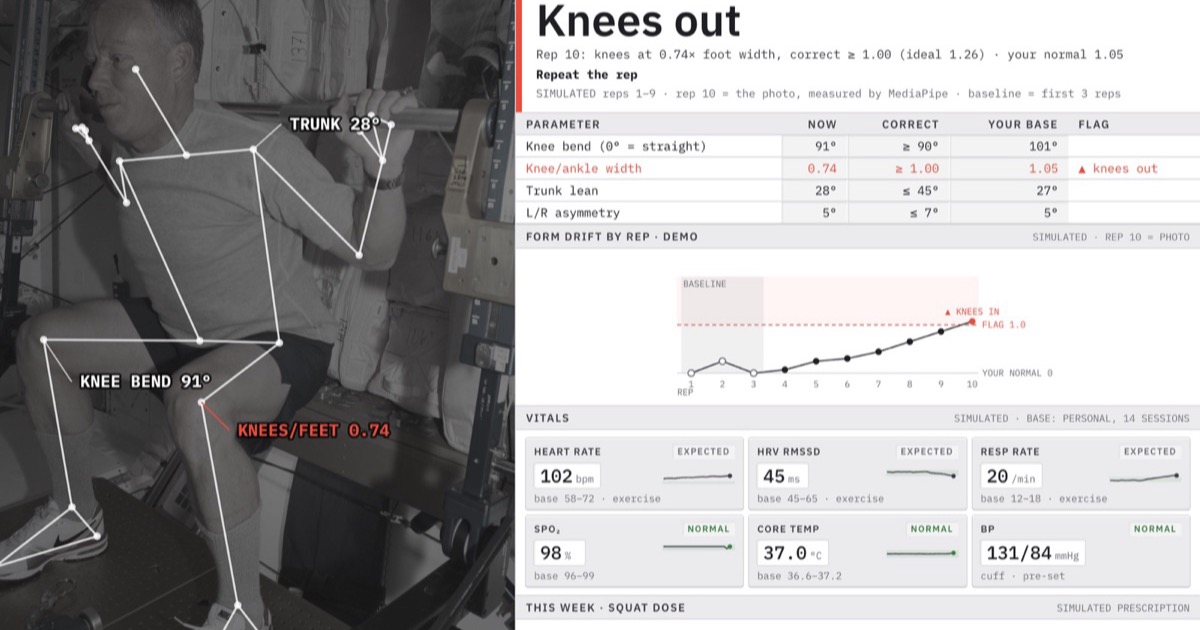 TRUNK 28°
KNEE BEND 91°
KNEES/FEET 0.74
Knees out
Rep 10: knees at 0.74× foot width, correct ≥ 1.00 (ideal 1.26) · your normal 1.05
Repeat the rep
SIMULATED reps 1–9 · rep 10 = the photo, measured by MediaPipe · baseline = first 3 reps
PARAMETER NOW CORRECT YOUR BASE FLAG
Knee bend (0° = straight) 91° ≥ 90° 101°
Knee/ankle width 0.74 ≥ 1.00 1.05 ▲ knees out
Trunk lean 28° ≤ 45° 27°
L/R asymmetry 5° ≤ 7° 5°
FORM DRIFT BY REP · DEMO SIMULATED · REP 10 = PHOTO
BASELINE
▲ KNEES IN
FLAG 1.0
YOUR NORMAL 0
1 2 3 4 5 6 7 8 9 10
REP
VITALS SIMULATED · BASE: PERSONAL, 14 SESSIONS
HEART RATE EXPECTED HRV RMSSD EXPECTED RESP RATE EXPECTED
102 bpm 45 ms 20 /min
base 58–72 · exercise base 45–65 · exercise base 12–18 · exercise
SPO₂ NORMAL CORE TEMP NORMAL BP NORMAL
98 % 37.0 °C 131/84 mmHg
base 96–99 base 36.6–37.2 cuff · pre-set
THIS WEEK · SQUAT DOSE SIMULATED PRESCRIPTION